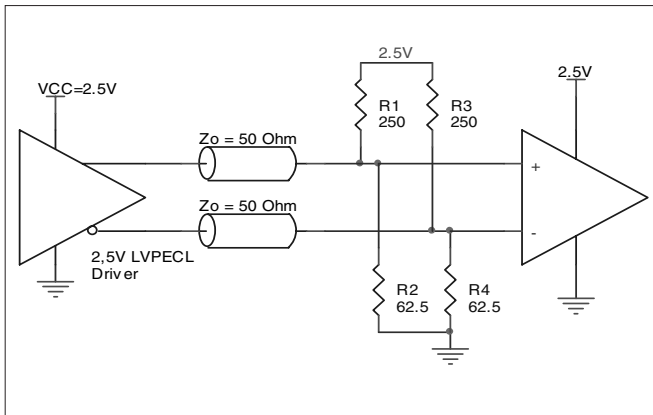 2.5V
2.5V
VCC=2.5V
R1
250
R3
250
Zo = 50 Ohm
+
Zo = 50 Ohm
-
2,5V LVPECL
Driver
R2
62.5
R4
62.5